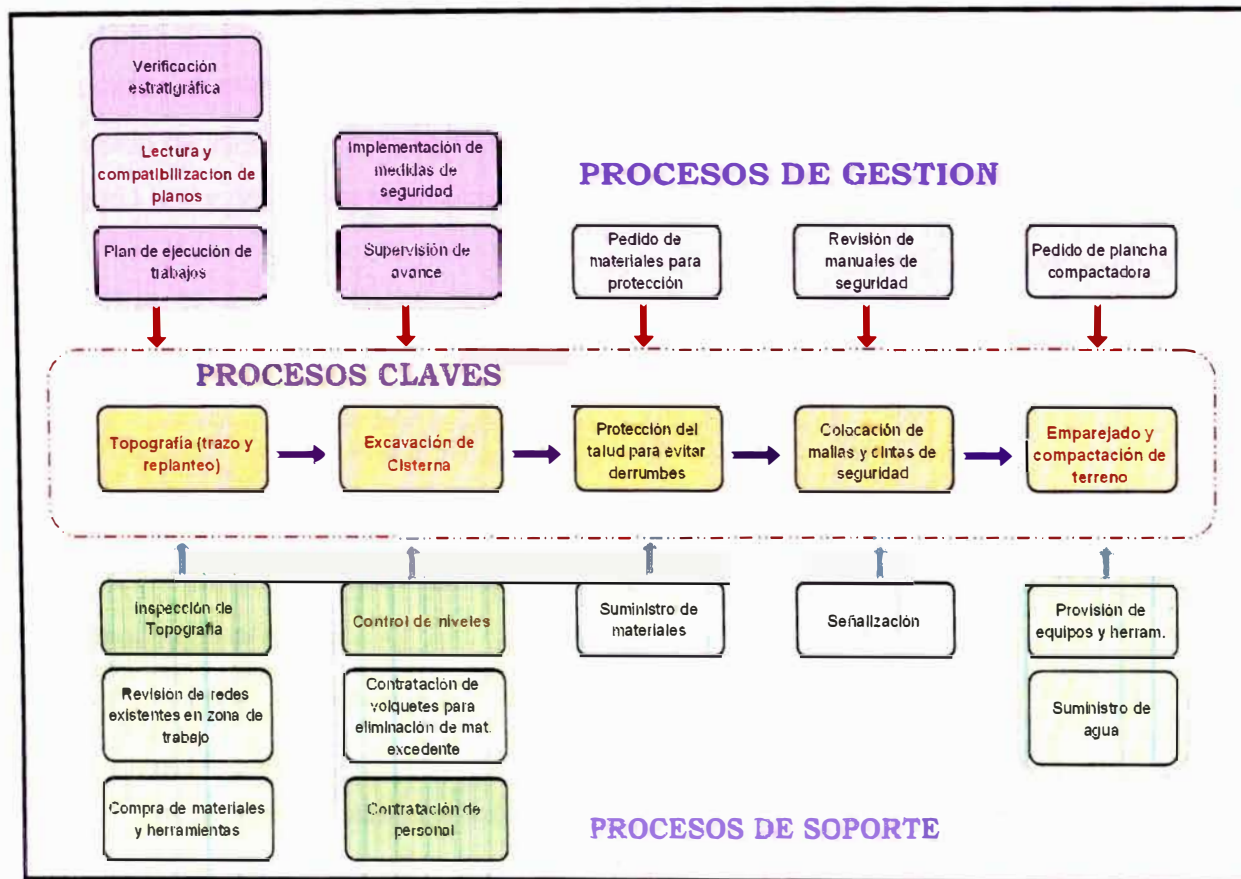 Verificación
estratigráfica
Lectura y
compatibilizacion de
planos
Plan de ejecución de
trabajos
Implementación de
medidas de
seguridad
Supervisión de
avance
PROCESOS DE GESTION
Pedido de
materiales para
protección
Revisión de
manuales de
seguridad
Pedido de plancha
compactadora
PROCESOS CLAVES
Topografía (trazo y
replanteo)
Excavación de
Cisterna
Protección del
talud para evitar
derrumbes
Colocación de
mallas y cintas de
seguridad
Emparejado y
compactación de
terreno
Inspección de
Topografía
Control de niveles
Suministro de
materiales
Señalización
Provisión de
equipos y herram.
Revisión de redes
existentes en zona de
trabajo
Contratación de
volquetes para
eliminación de mat.
excedente
Suministro de
agua
Compra de materiales
y herramientas
Contratación de
personal
PROCESOS DE SOPORTE